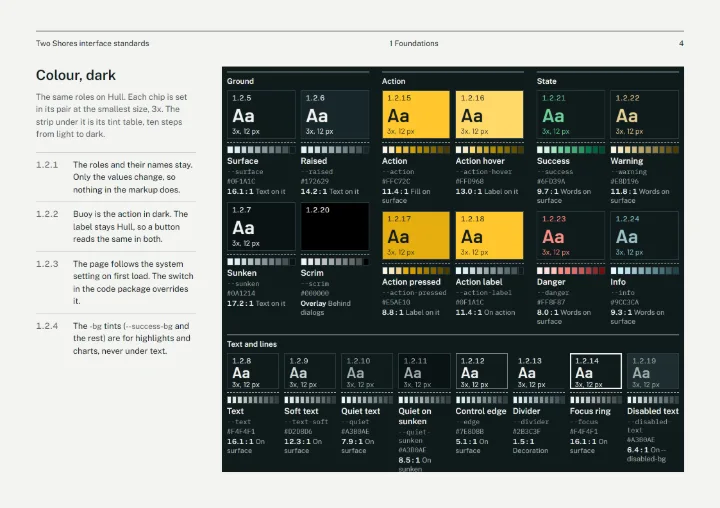 Two Shores interface standards
1 Foundations
4
Colour, dark
The same roles on Hull. Each chip is set
in its pair at the smallest size, 3x. The
strip under it is its tint table, ten steps
from light to dark.
1.2.1 The roles and their names stay.
Only the values change, so
nothing in the markup does.
1.2.2 Buoy is the action in dark. The
label stays Hull, so a button
reads the same in both.
1.2.3 The page follows the system
setting on first load. The switch
in the code package overrides
it.
1.2.4 The -bg tints (--success-bg and
the rest) are for highlights and
charts, never under text.
Ground
1.2.5
Aa
3x, 12 px
Surface
--surface
#0F1A1C
16.1 : 1 Text on it
1.2.6
Aa
3x, 12 px
Raised
--raised
#172629
14.2 : 1 Text on it
1.2.7
Aa
3x, 12 px
Sunken
--sunken
#0A1214
17.2 : 1 Text on it
1.2.20
Scrim
--scrim
#000000
Overlay Behind
dialogs
Action
1.2.15
Aa
3x, 12 px
Action
--action
#FFC72C
11.4 : 1 Fill on
surface
1.2.16
Aa
3x, 12 px
Action hover
--action-hover
#FFD968
13.0 : 1 Label on it
1.2.17
Aa
3x, 12 px
Action pressed
--action-pressed
#E5AE10
8.8 : 1 Label on it
1.2.18
Aa
3x, 12 px
Action label
--action-label
#0F1A1C
11.4 : 1 On action
State
1.2.21
Aa
3x, 12 px
Success
--success
#6FD39A
9.7 : 1 Words on
surface
1.2.22
Aa
3x, 12 px
Warning
--warning
#E8D196
11.8 : 1 Words on
surface
1.2.23
Aa
3x, 12 px
Danger
--danger
#FF8F87
8.0 : 1 Words on
surface
1.2.24
Aa
3x, 12 px
Info
--info
#9CC3CA
9.3 : 1 Words on
surface
Text and lines
1.2.8
Aa
3x, 12 px
Text
--text
#F4F4F1
16.1 : 1 On
surface
1.2.9
Aa
3x, 12 px
Soft text
--text-soft
#D2D8D6
12.3 : 1 On
surface
1.2.10
Aa
3x, 12 px
Quiet text
--quiet
#A3B0AE
7.9 : 1 On
surface
1.2.11
Aa
3x, 12 px
Quiet on
sunken
--quiet-
sunken
#A3B0AE
8.5 : 1 On
sunken
1.2.12
Aa
3x, 12 px
Control edge
--edge
#7E8D8B
5.1 : 1 On
surface
1.2.13
Aa
3x, 12 px
Divider
--divider
#2B3C3F
1.5 : 1
Decoration
1.2.14
Aa
3x, 12 px
Focus ring
--focus
#F4F4F1
16.1 : 1 On
surface
1.2.19
Aa
3x, 12 px
Disabled text
--disabled-
text
#A3B0AE
6.4 : 1 On --
disabled-bg